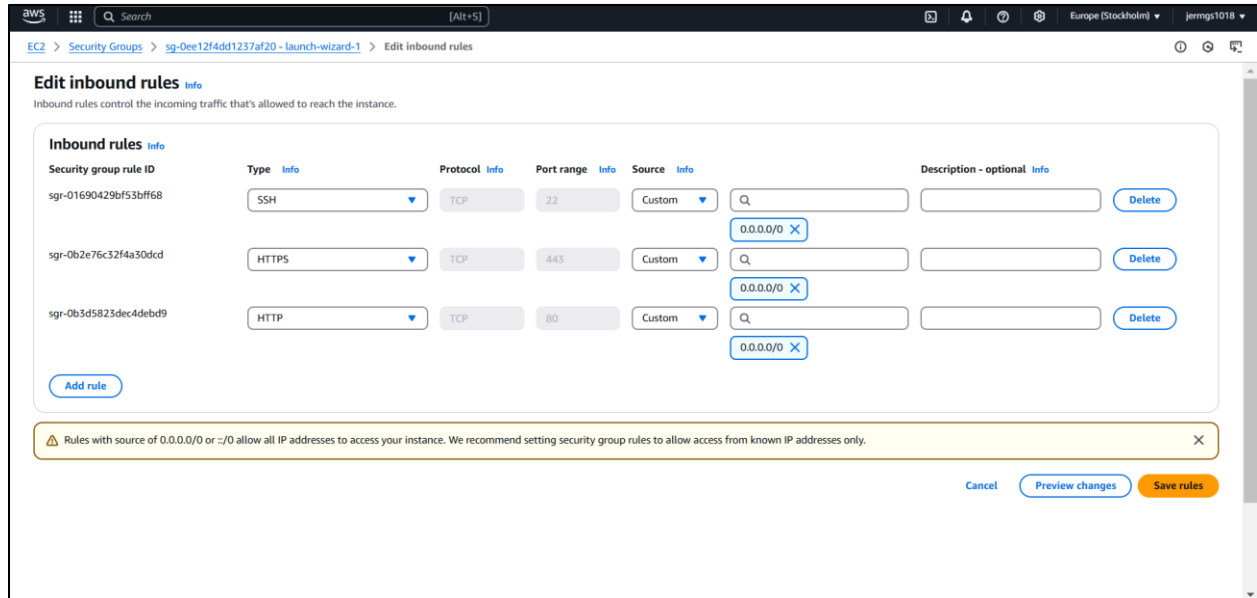 aws Search [Alt+S] Europe (Stockholm) jermgs1018
EC2 > Security Groups > sg-0ee12f4dd1237af20 - launch-wizard-1 > Edit inbound rules
Edit inbound rules Info
Inbound rules control the incoming traffic that's allowed to reach the instance.
Inbound rules Info
Security group rule ID Type Info Protocol Info Port range Info Source Info Description - optional Info
sgr-01690429bf53bff68 SSH TCP 22 Custom Delete
0.0.0.0/0
sgr-0b2e76c32f4a30dcd HTTPS TCP 443 Custom Delete
0.0.0.0/0
sgr-0b3d5823dec4debd9 HTTP TCP 80 Custom Delete
0.0.0.0/0
Add rule
Rules with source of 0.0.0.0/0 or ::/0 allow all IP addresses to access your instance. We recommend setting security group rules to allow access from known IP addresses only.
Cancel Preview changes Save rules